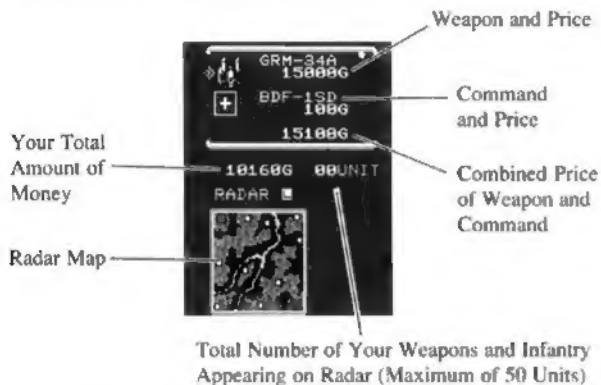 Weapon and Price
GRM-34A
15000G
BDF-1SD
100G
15100G
Command
and Price
Your Total
Amount of
Money
10160G 00UNIT
RADAR
Combined Price
of Weapon and
Command
Radar Map
Total Number of Your Weapons and Infantry
Appearing on Radar (Maximum of 50 Units)